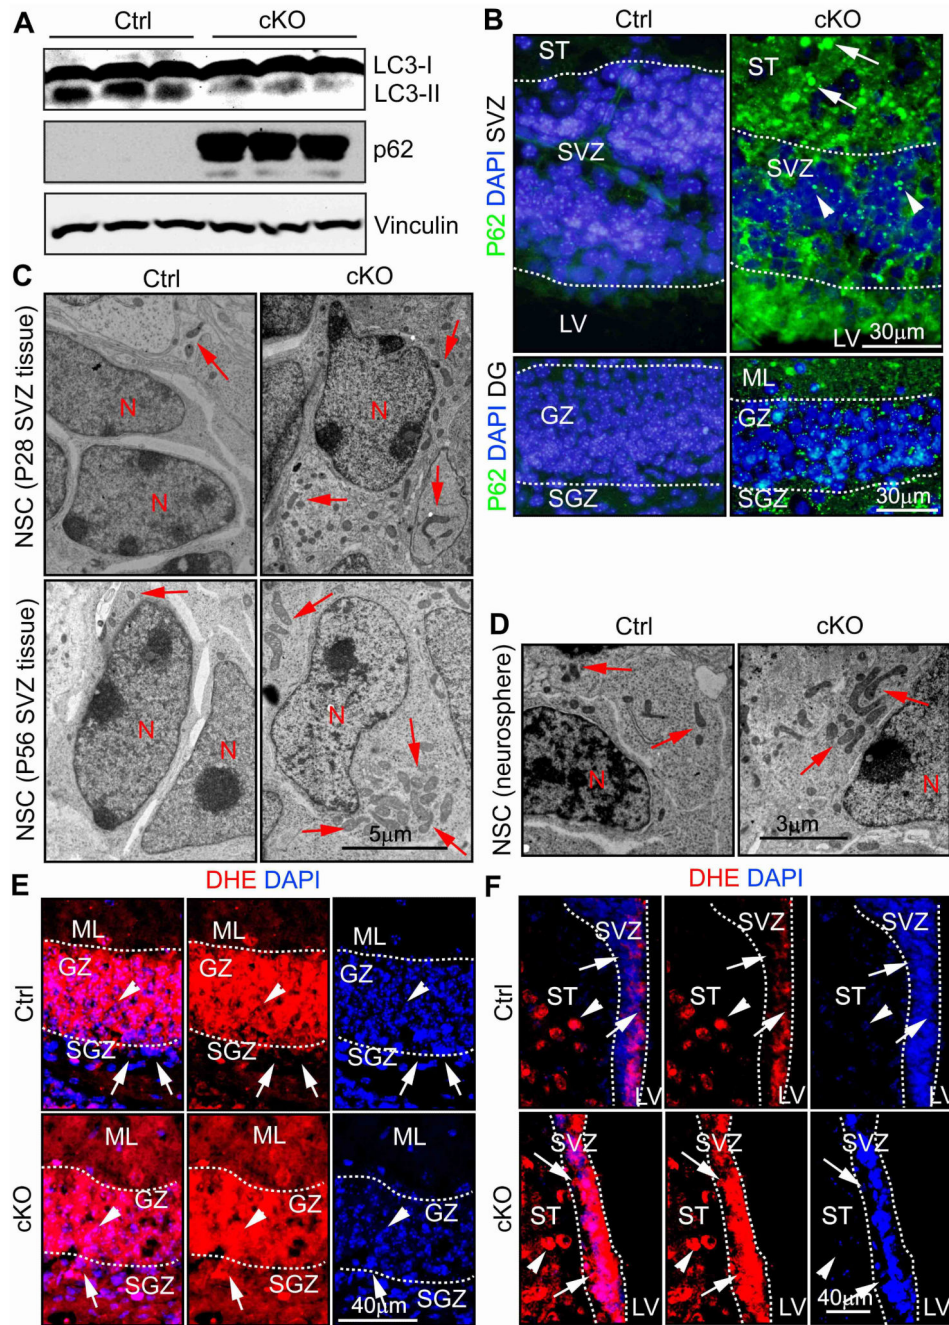 A
Ctrl cKO
LC3-I
LC3-II
p62
Vinculin
B
Ctrl cKO
P62 DAPI SVZ
ST
SVZ
LV
ST
SVZ
LV
30µm
P62 DAPI DG
GZ
SGZ
ML
GZ
SGZ
30µm
C
Ctrl cKO
NSC (P28 SVZ tissue)
N
N
N
NSC (P56 SVZ tissue)
N
N
N
5µm
D
Ctrl cKO
NSC (neurosphere)
N
N
3µm
E
DHE DAPI
Ctrl
ML
GZ
SGZ
ML
GZ
SGZ
ML
GZ
SGZ
cKO
ML
GZ
SGZ
ML
GZ
SGZ
ML
GZ
SGZ
40µm
F
DHE DAPI
Ctrl
SVZ
ST
LV
SVZ
ST
LV
SVZ
ST
LV
cKO
SVZ
ST
LV
SVZ
ST
LV
SVZ
ST
LV
40µm